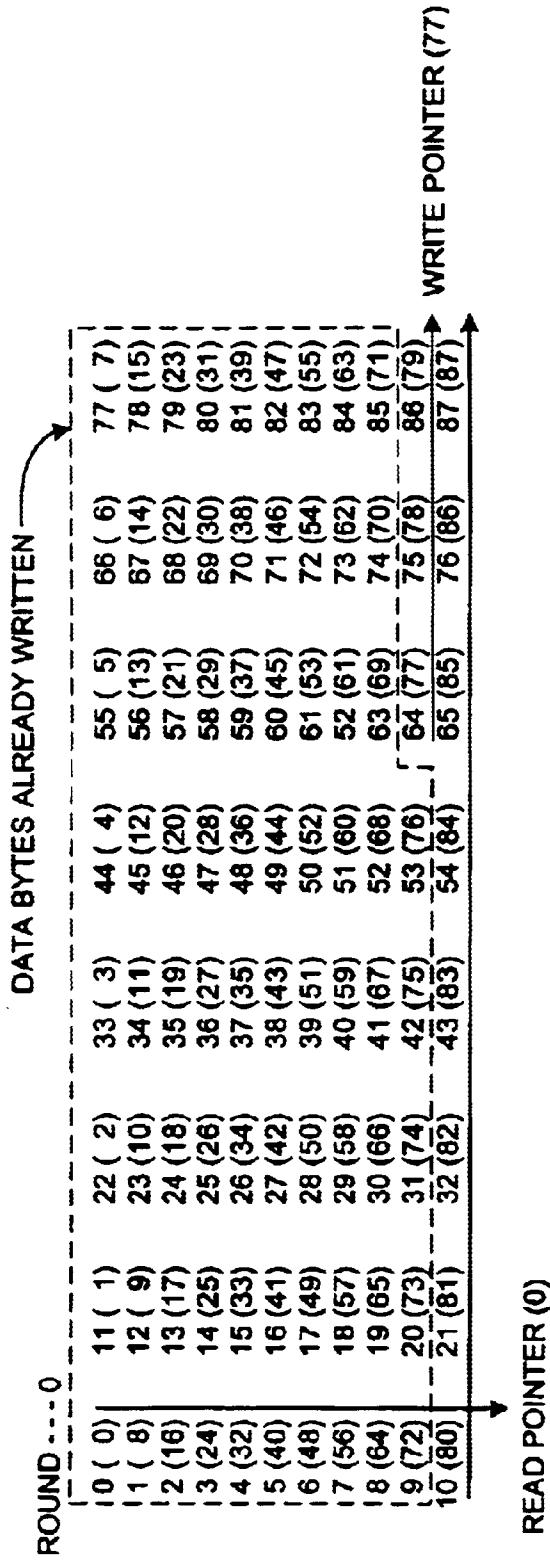 DATA BYTES ALREADY WRITTEN
ROUND --- 0
0 ( 0) 11 ( 1) 22 ( 2) 33 ( 3) 44 ( 4) 55 ( 5) 66 ( 6) 77 ( 7)
1 ( 8) 12 ( 9) 23 (10) 34 (11) 45 (12) 56 (13) 67 (14) 78 (15)
2 (16) 13 (17) 24 (18) 35 (19) 46 (20) 57 (21) 68 (22) 79 (23)
3 (24) 14 (25) 25 (26) 36 (27) 47 (28) 58 (29) 69 (30) 80 (31)
4 (32) 15 (33) 26 (34) 37 (35) 48 (36) 59 (37) 70 (38) 81 (39)
5 (40) 16 (41) 27 (42) 38 (43) 49 (44) 60 (45) 71 (46) 82 (47)
6 (48) 17 (49) 28 (50) 39 (51) 50 (52) 61 (53) 72 (54) 83 (55)
7 (56) 18 (57) 29 (58) 40 (59) 51 (60) 52 (61) 73 (62) 84 (63)
8 (64) 19 (65) 30 (66) 41 (67) 52 (68) 63 (69) 74 (70) 85 (71)
9 (72) 20 (73) 31 (74) 42 (75) 53 (76) 64 (77) 75 (78) 86 (79)
10 (80) 21 (81) 32 (82) 43 (83) 54 (84) 65 (85) 76 (86) 87 (87)
WRITE POINTER (77)
READ POINTER (0)